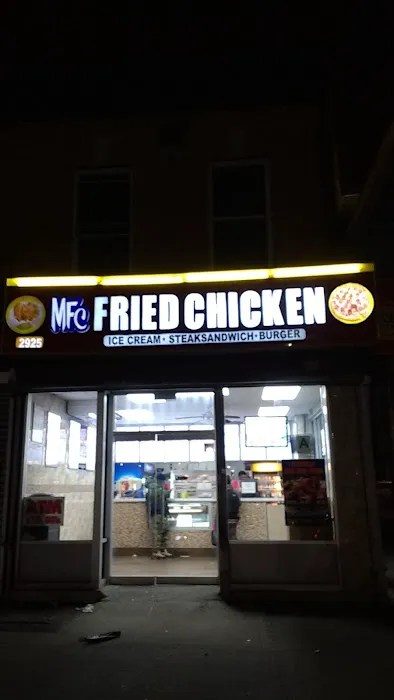 MFC FRIED CHICKEN
ICE CREAM • STEAKSANDWICH • BURGER
2925
A